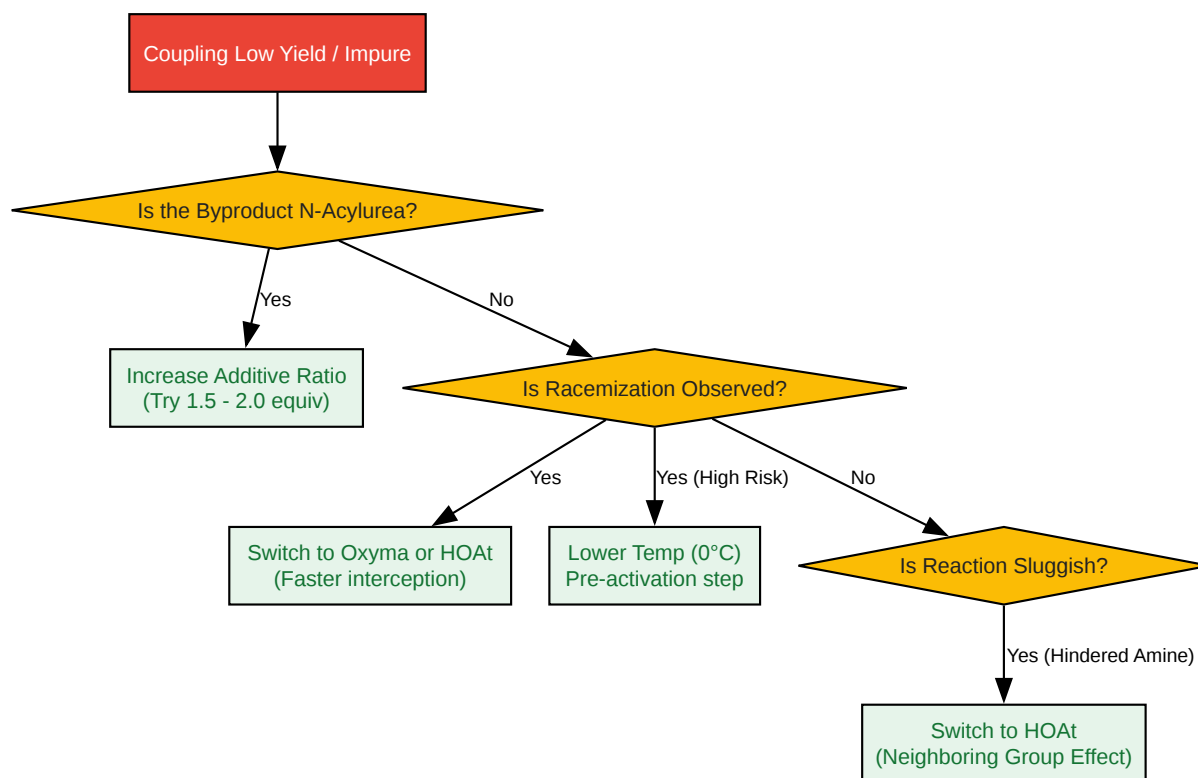 Coupling Low Yield / Impure
Is the Byproduct N-Acylurea?
Yes
No
Increase Additive Ratio
(Try 1.5 - 2.0 equiv)
Is Racemization Observed?
Yes
Yes (High Risk)
No
Switch to Oxyma or HOAt
(Faster interception)
Lower Temp (0°C)
Pre-activation step
Is Reaction Sluggish?
Yes (Hindered Amine)
Switch to HOAt
(Neighboring Group Effect)